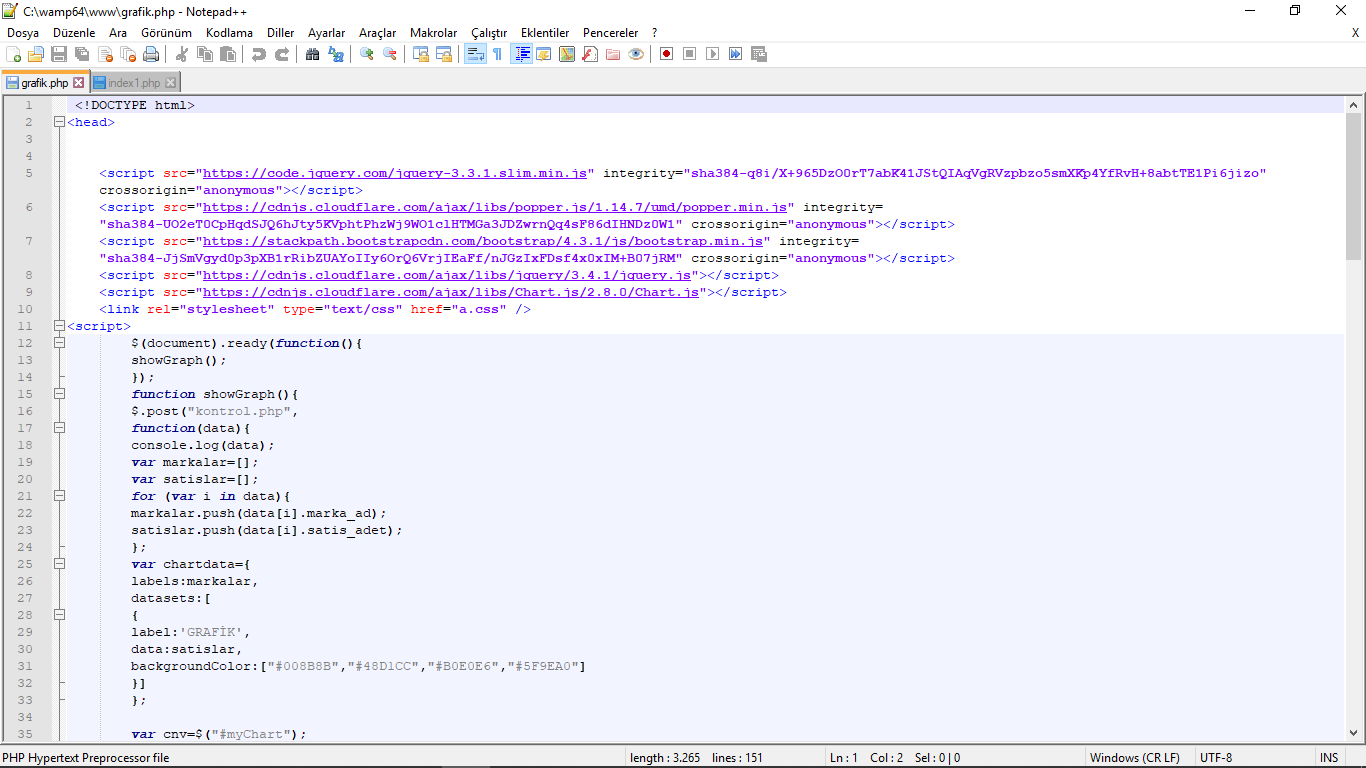 C:\wamp64\www\grafik.php - Notepad++
Dosya Düzenle Ara Görünüm Kodlama Diller Ayarlar Araçlar Makrolar Çalıştır Eklentiler Pencereler ? X
grafik.php index1.php
1 <!DOCTYPE html>
2 <head>
3
4
5 <script src="https://code.jquery.com/jquery-3.3.1.slim.min.js" integrity="sha384-q8i/X+965DzO0rT7abK41JStQIAqVgRVzpbzo5smXKp4YfRvH+8abtTE1Pi6jizo"
crossorigin="anonymous"></script>
6 <script src="https://cdnjs.cloudflare.com/ajax/libs/popper.js/1.14.7/umd/popper.min.js" integrity=
"sha384-UO2eT0CpHqdSJQ6hJty5KVphtPhzWj9WO1clHTMGa3JDZwrnQq4sF86dIHNDz0W1" crossorigin="anonymous"></script>
7 <script src="https://stackpath.bootstrapcdn.com/bootstrap/4.3.1/js/bootstrap.min.js" integrity=
"sha384-JjSmVgyd0p3pXB1rRibZUAYoIIy6OrQ6VrjIEaFf/nJGzIxFDsf4x0xIM+B07jRM" crossorigin="anonymous"></script>
8 <script src="https://cdnjs.cloudflare.com/ajax/libs/jquery/3.4.1/jquery.js"></script>
9 <script src="https://cdnjs.cloudflare.com/ajax/libs/Chart.js/2.8.0/Chart.js"></script>
10 <link rel="stylesheet" type="text/css" href="a.css" />
11 <script>
12 $(document).ready(function(){
13 showGraph();
14 });
15 function showGraph(){
16 $.post("kontrol.php",
17 function(data){
18 console.log(data);
19 var markalar=[];
20 var satislar=[];
21 for (var i in data){
22 markalar.push(data[i].marka_ad);
23 satislar.push(data[i].satis_adet);
24 };
25 var chartdata={
26 labels:markalar,
27 datasets:[
28 {
29 label:'GRAFİK',
30 data:satislar,
31 backgroundColor:["#008B8B","#48D1CC","#B0E0E6","#5F9EA0"]
32 }]
33 };
34
35 var cnv=$("#myChart");
PHP Hypertext Preprocessor file length : 3.265 lines : 151 Ln : 1 Col : 2 Sel : 0 | 0 Windows (CR LF) UTF-8 INS